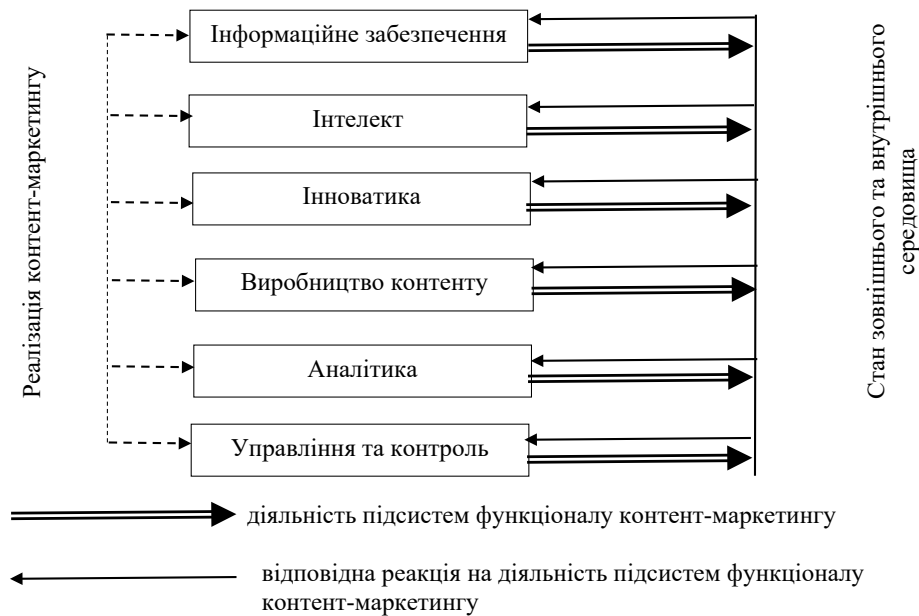 Реалізація контент-маркетингу
Інформаційне забезпечення
Інтелект
Інноватика
Виробництво контенту
Аналітика
Управління та контроль
Стан зовнішнього та внутрішнього
середовища
діяльність підсистем функціоналу контент-маркетингу
відповідна реакція на діяльність підсистем функціоналу
контент-маркетингу